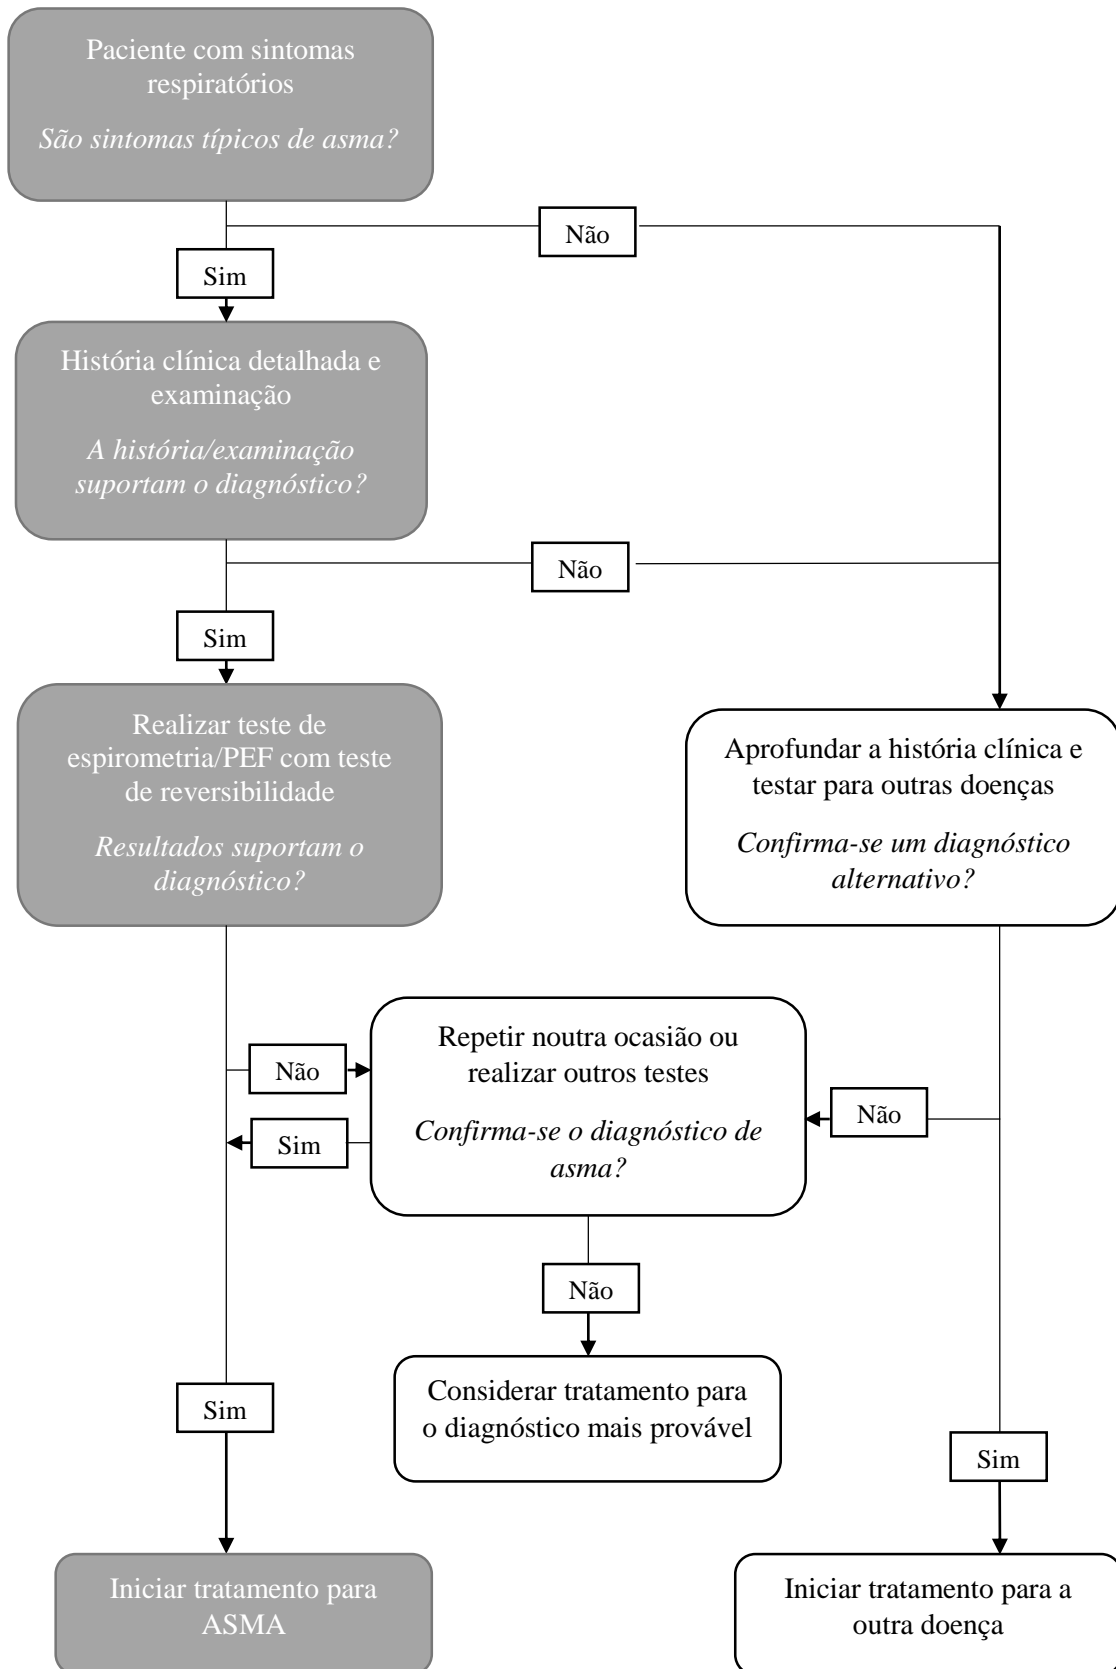 Paciente com sintomas
respiratórios
São sintomas típicos de asma?
Não
Sim
História clínica detalhada e
examinação
A história/examinação
suportam o diagnóstico?
Não
Sim
Realizar teste de
espirometria/PEF com teste
de reversibilidade
Resultados suportam o
diagnóstico?
Aprofundar a história clínica e
testar para outras doenças
Confirma-se um diagnóstico
alternativo?
Repetir noutra ocasião ou
realizar outros testes
Confirma-se o diagnóstico de
asma?
Não
Sim
Não
Não
Considerar tratamento para
o diagnóstico mais provável
Sim
Sim
Iniciar tratamento para
ASMA
Iniciar tratamento para a
outra doença